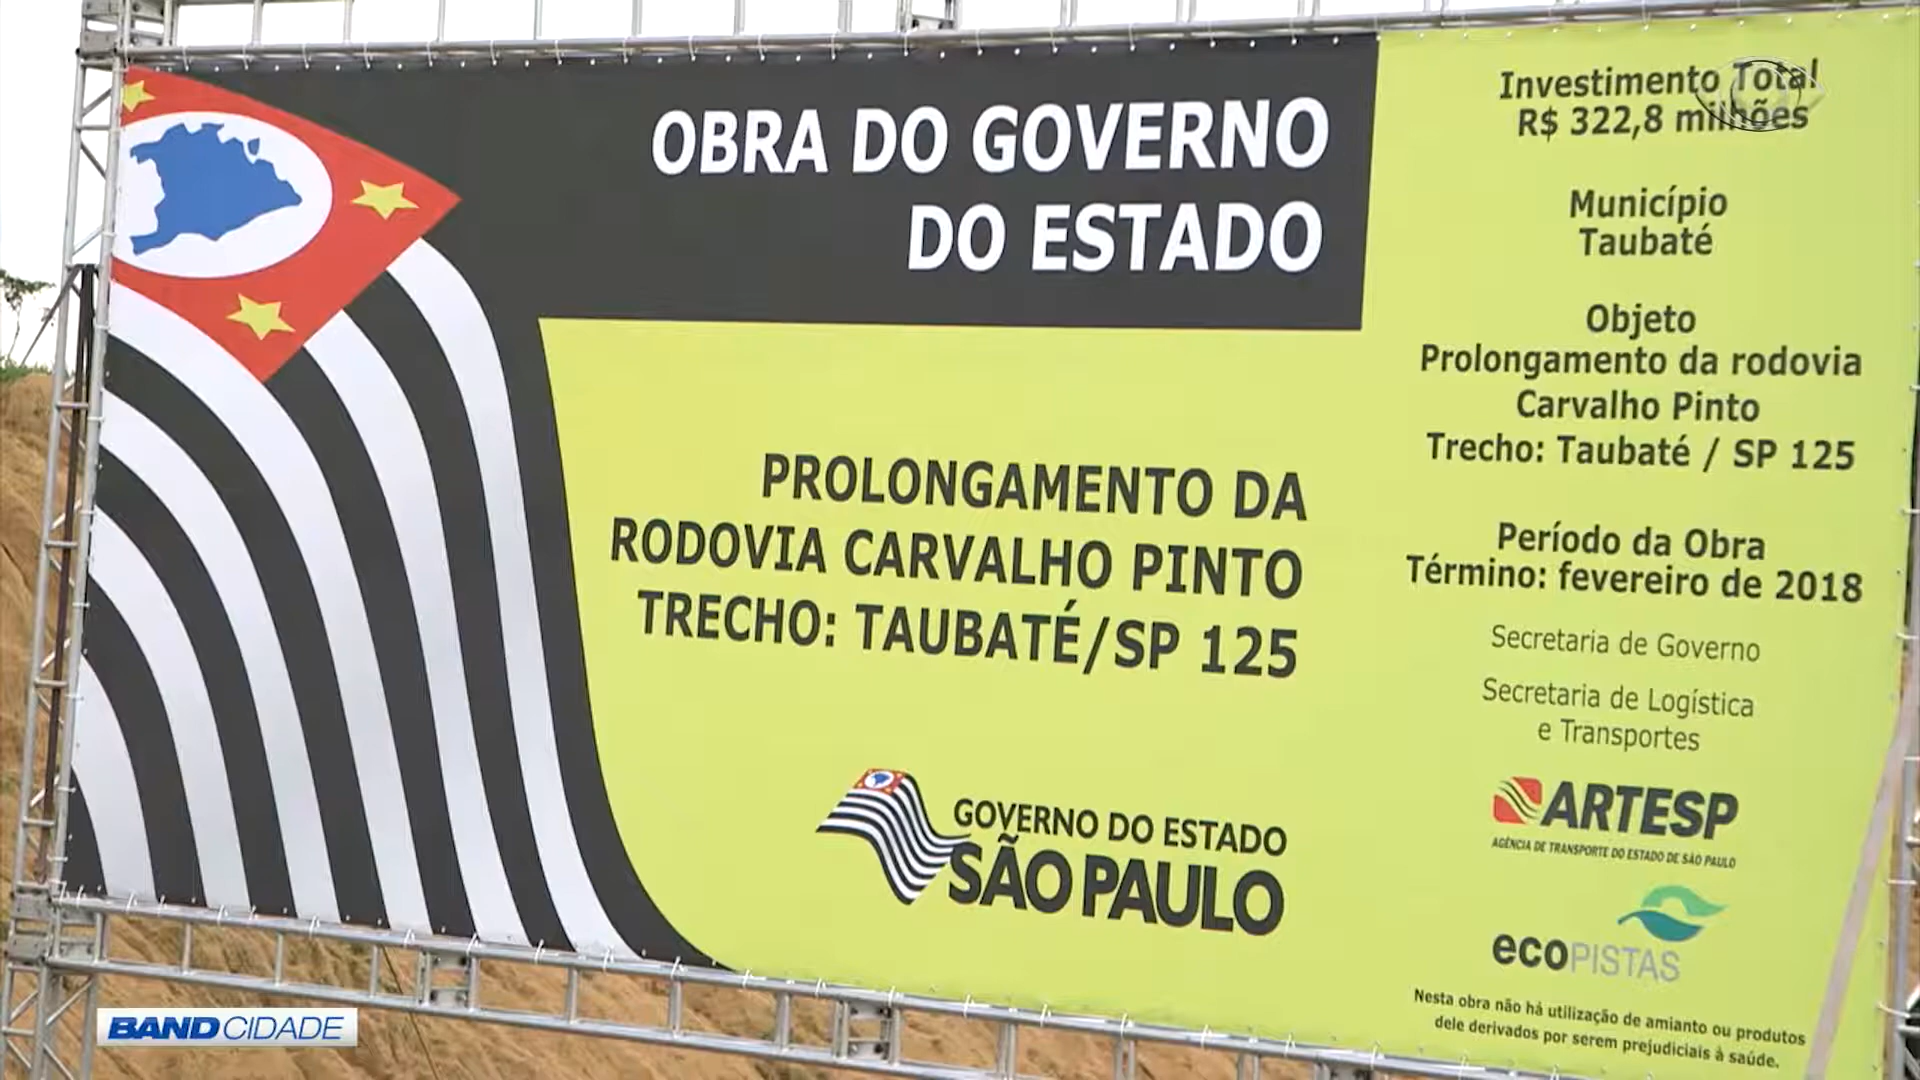 OBRA DO GOVERNO
DO ESTADO
PROLONGAMENTO DA
RODOVIA CARVALHO PINTO
TRECHO: TAUBATÉ/SP 125
GOVERNO DO ESTADO
SÃO PAULO
Investimento Total
R$ 322,8 milhões
Município
Taubaté
Objeto
Prolongamento da rodovia
Carvalho Pinto
Trecho: Taubaté / SP 125
Período da Obra
Término: fevereiro de 2018
Secretaria de Governo
Secretaria de Logística
e Transportes
ARTESP
AGÊNCIA DE TRANSPORTE DO ESTADO DE SÃO PAULO
ecoPISTAS
Nesta obra não há utilização de amianto ou produtos
dele derivados por serem prejudiciais à saúde.
BAND CIDADE